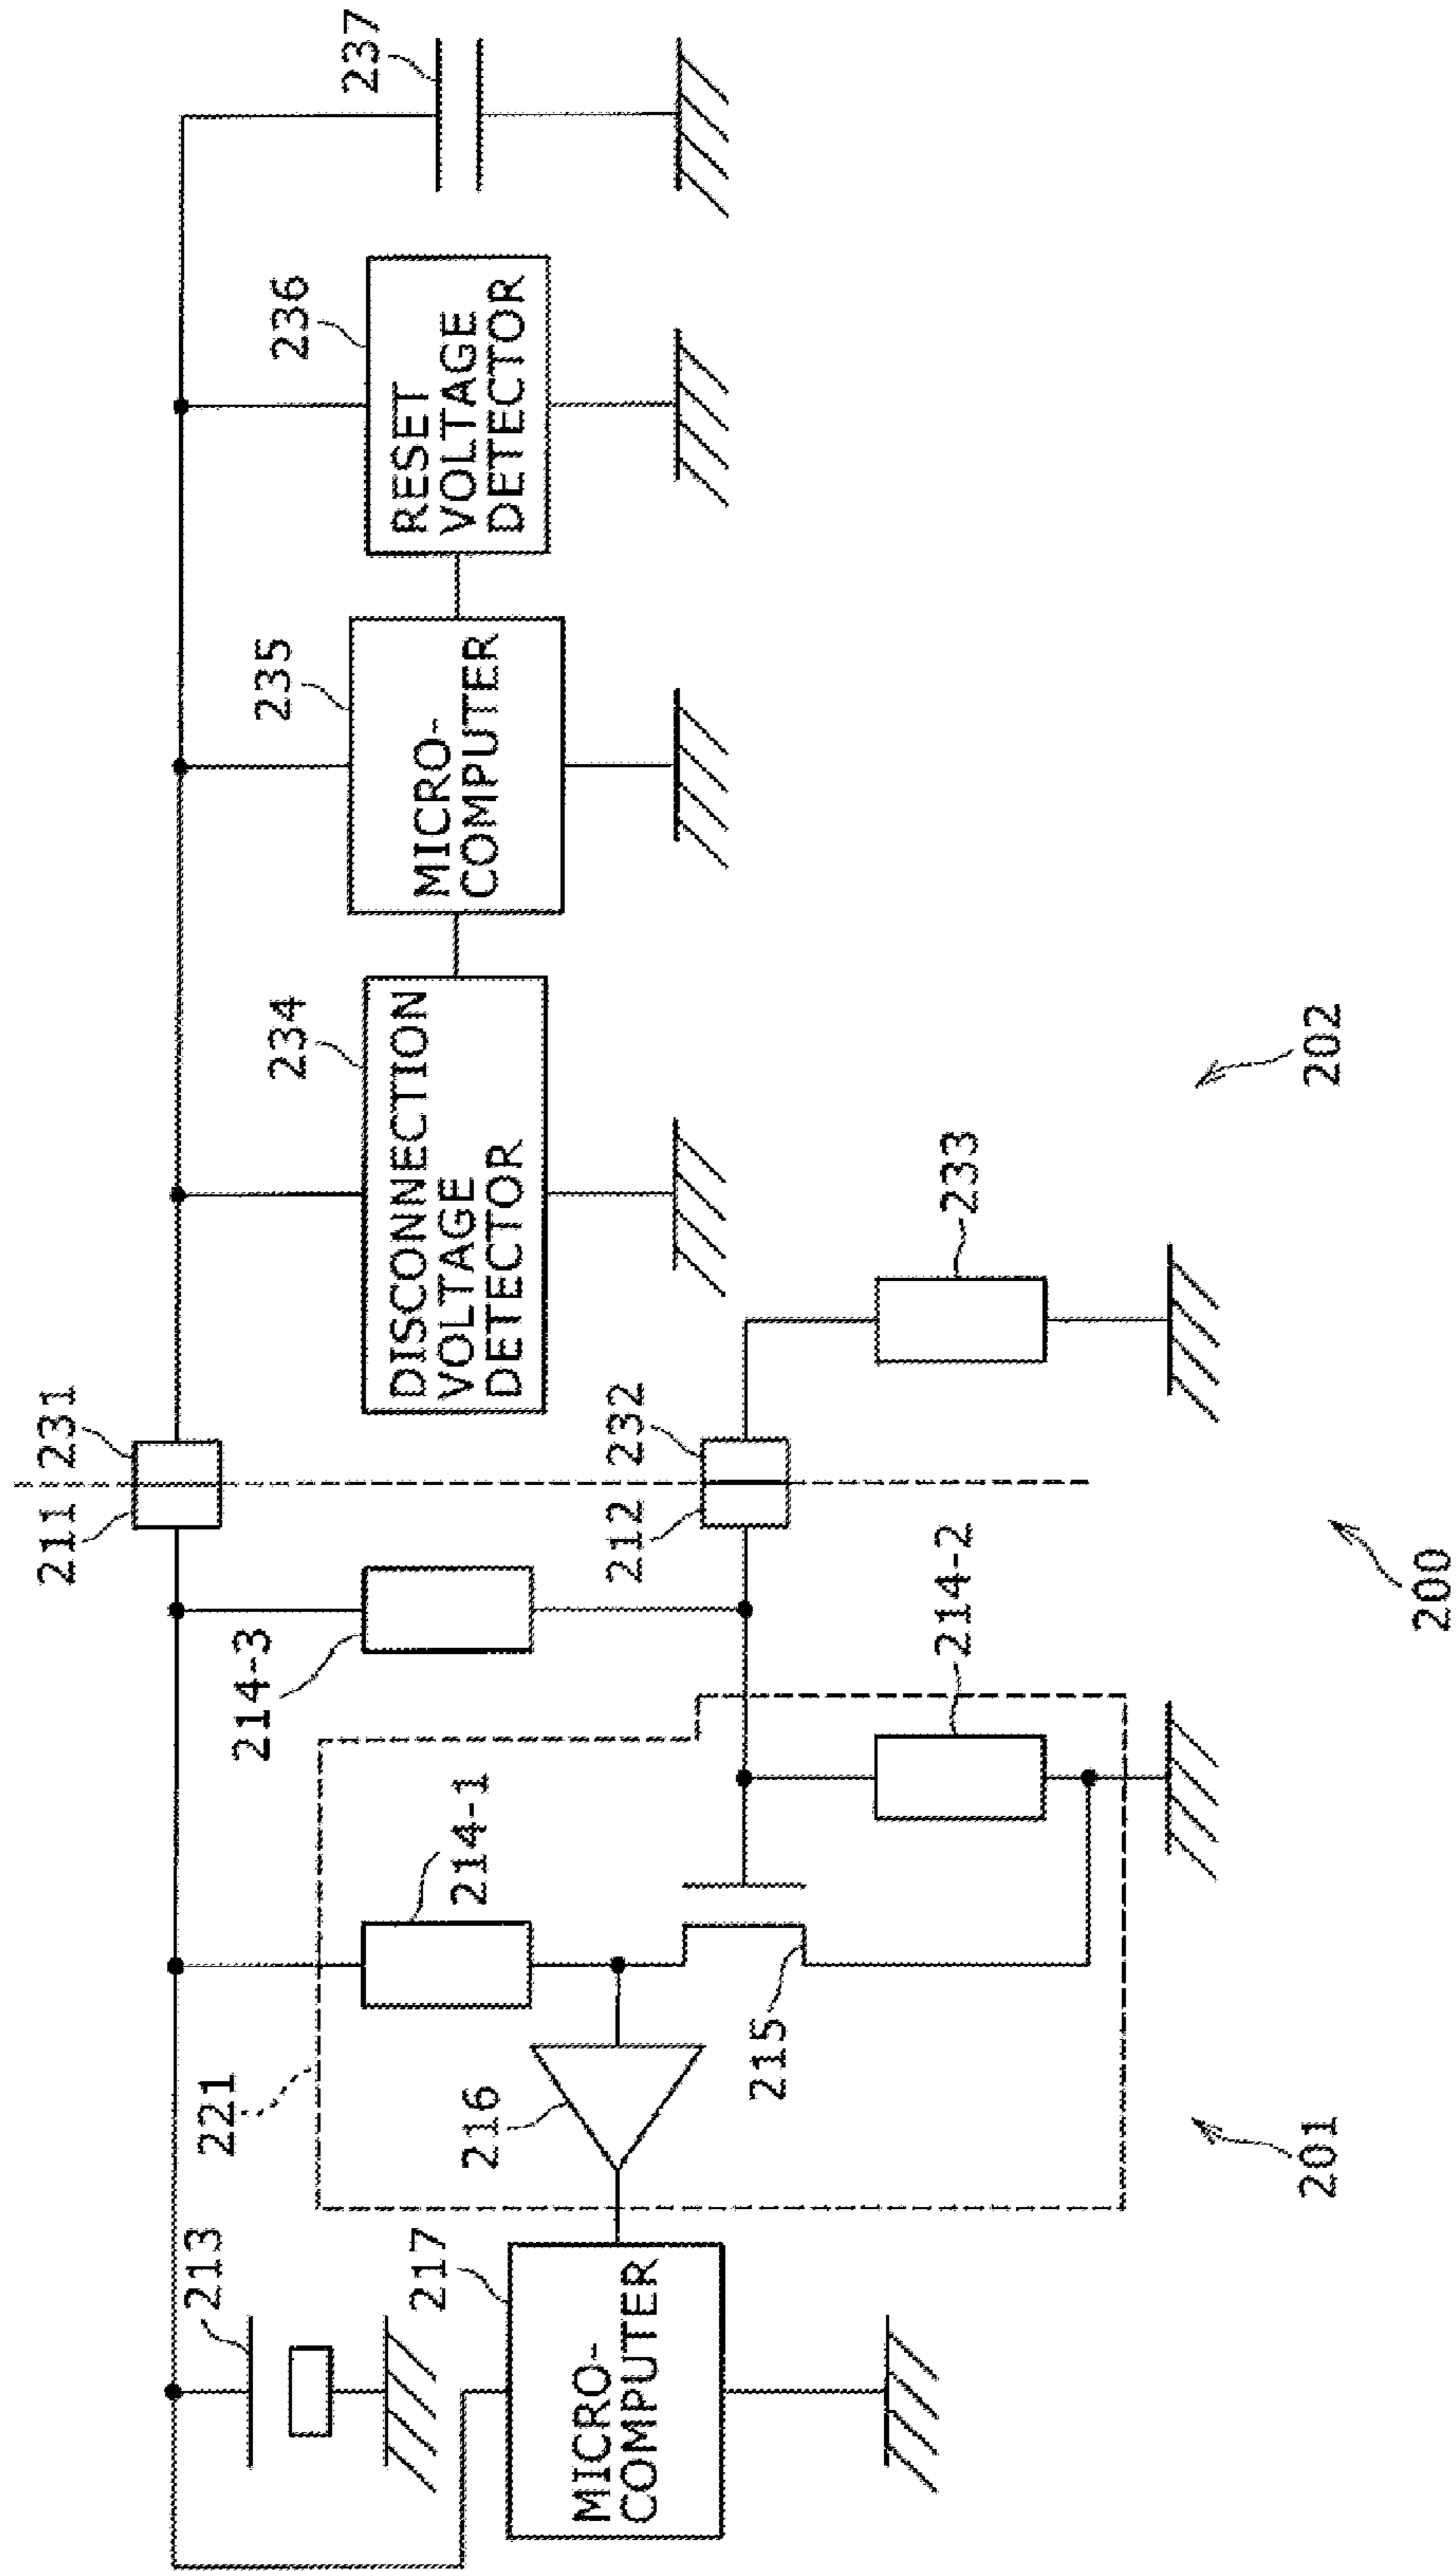 211
231
213
221
214-3
234
235
236
237
214-1
216
217
MICRO-
COMPUTER
DISCONNECTION
VOLTAGE
DETECTOR
MICRO-
COMPUTER
RESET
VOLTAGE
DETECTOR
212
232
215
214-2
233
201
200
202